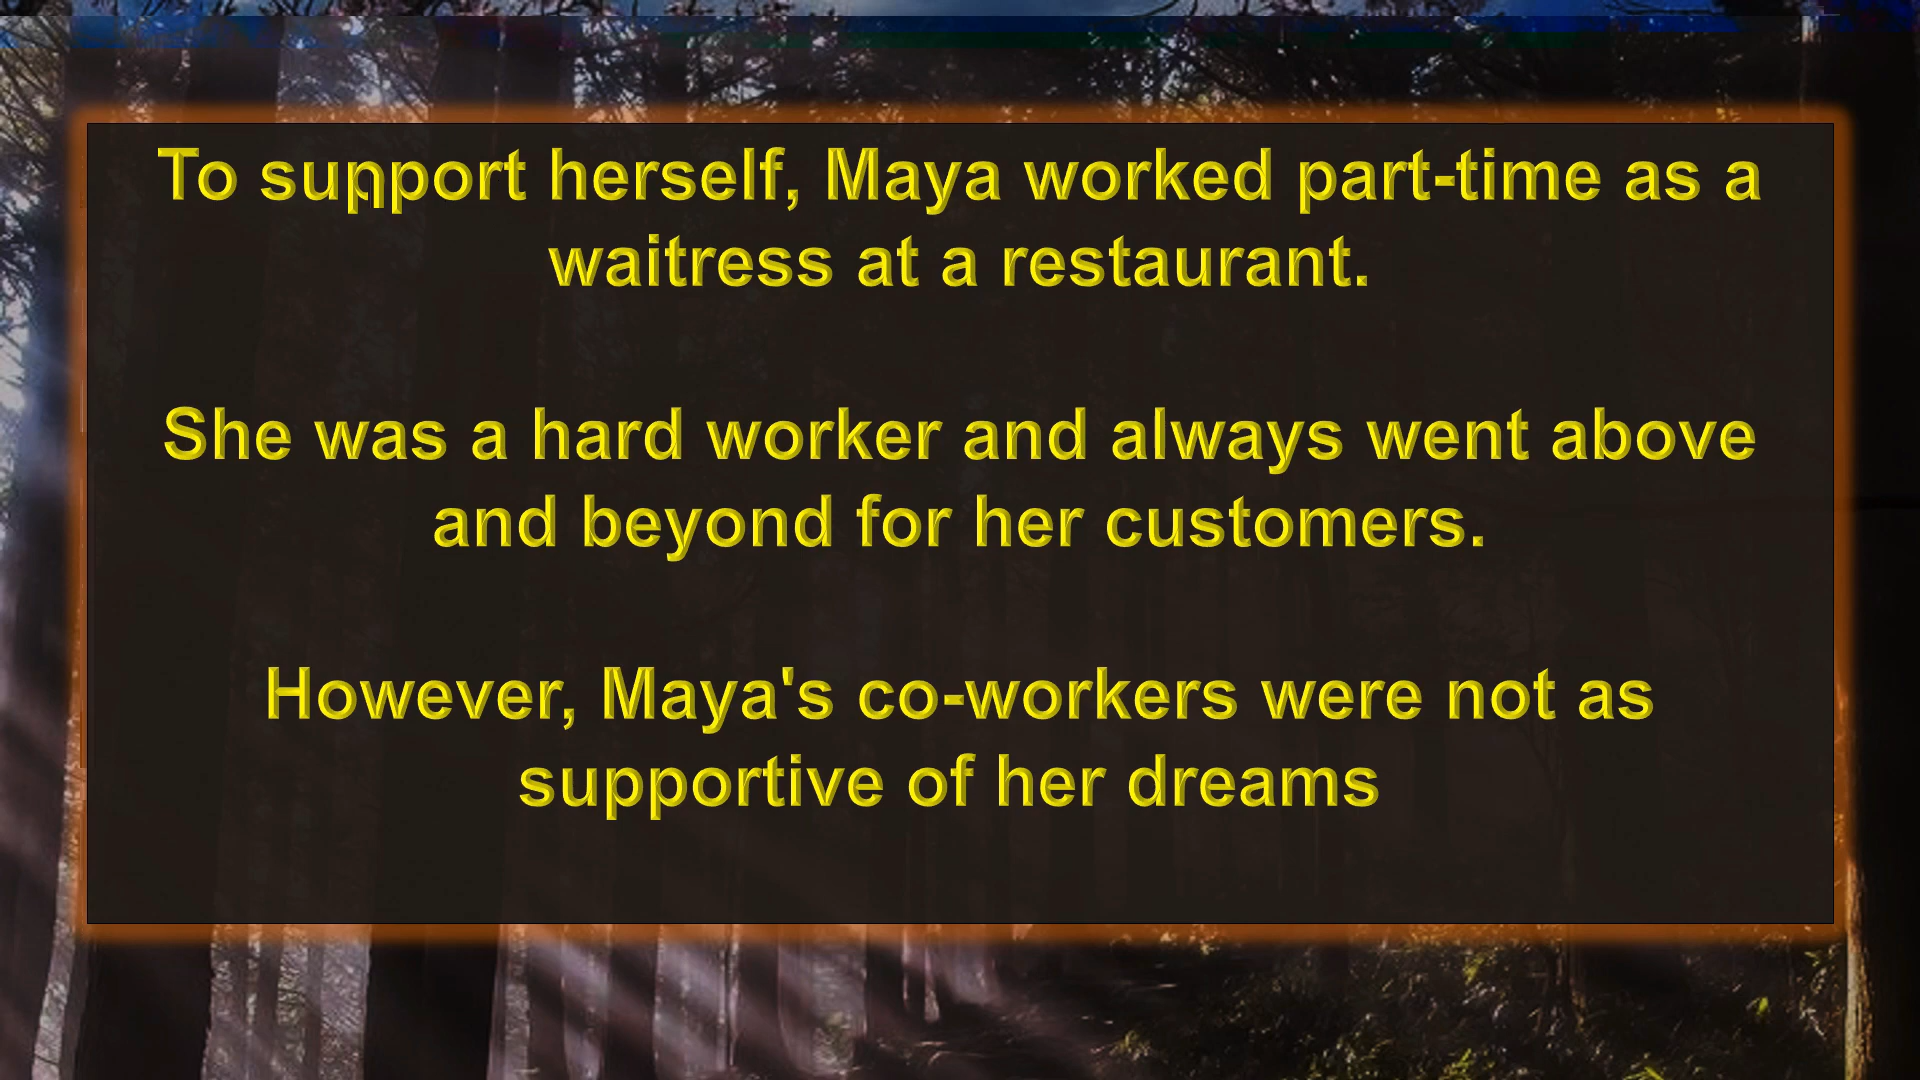 To support herself, Maya worked part-time as a
waitress at a restaurant.
She was a hard worker and always went above
and beyond for her customers.
However, Maya's co-workers were not as
supportive of her dreams